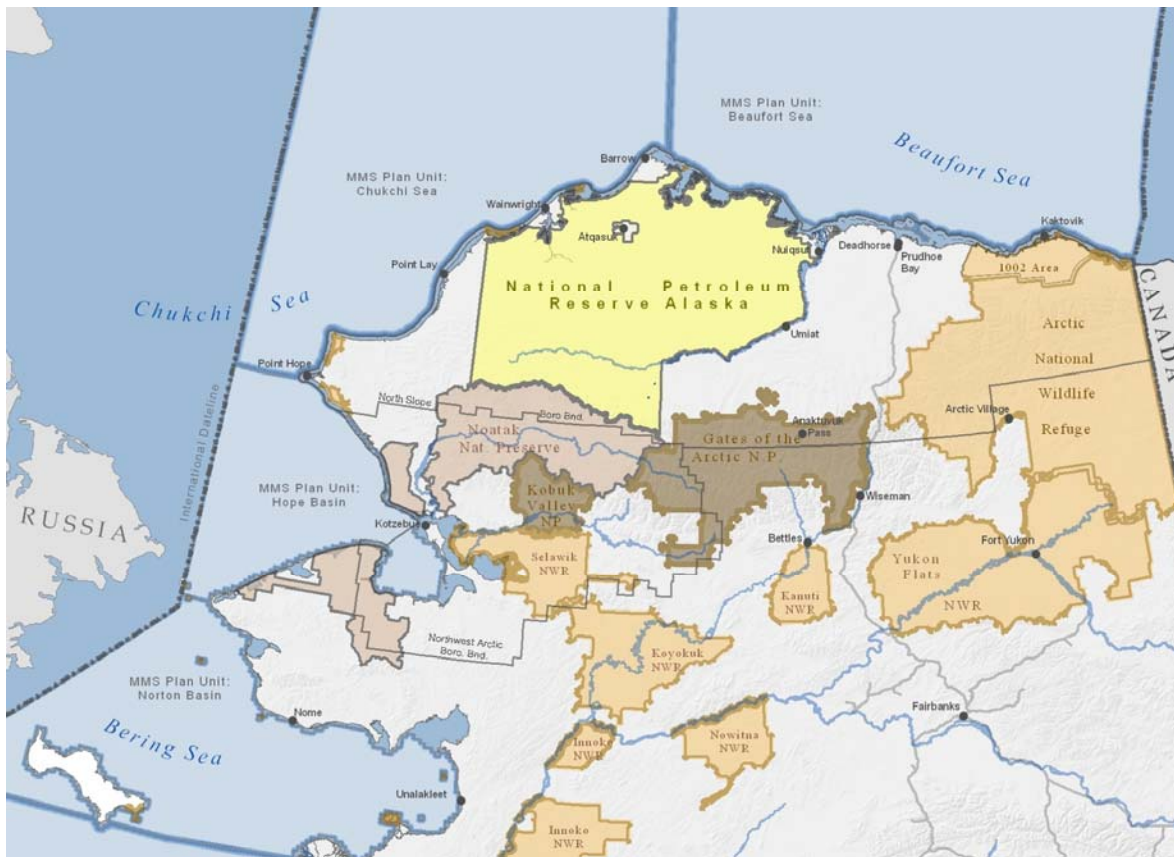 MMS Plan Unit:
Beaufort Sea
Beaufort Sea
Barrow
MMS Plan Unit:
Chukchi Sea
Wainwright
Atqasuk
Kaktovik
Nuiqsut
Deadhorse
Prudhoe
Bay
1002 Area
Point Lay
National Petroleum
Reserve Alaska
Chukchi Sea
CANADA
Umiat
Arctic
National
Wildlife
Refuge
Point Hope
International Dateline
North Slope
Boro Bnd.
Arctic Village
Noatak
Nat. Preserve
Anaktuvuk
Pass
Gates of the
Arctic N.P.
MMS Plan Unit:
Hope Basin
Kobuk
Valley
NP
Wiseman
RUSSIA
Kotzebue
Bettles
Selawik
NWR
Fort Yukon
Yukon
Flats
NWR
Kanuti
NWR
Northwest Arctic
Boro. Bnd.
Koyokuk
NWR
MMS Plan Unit:
Norton Basin
Nome
Fairbanks
Bering Sea
Innoko
NWR
Nowitna
NWR
Unalakleet
Innoko
NWR